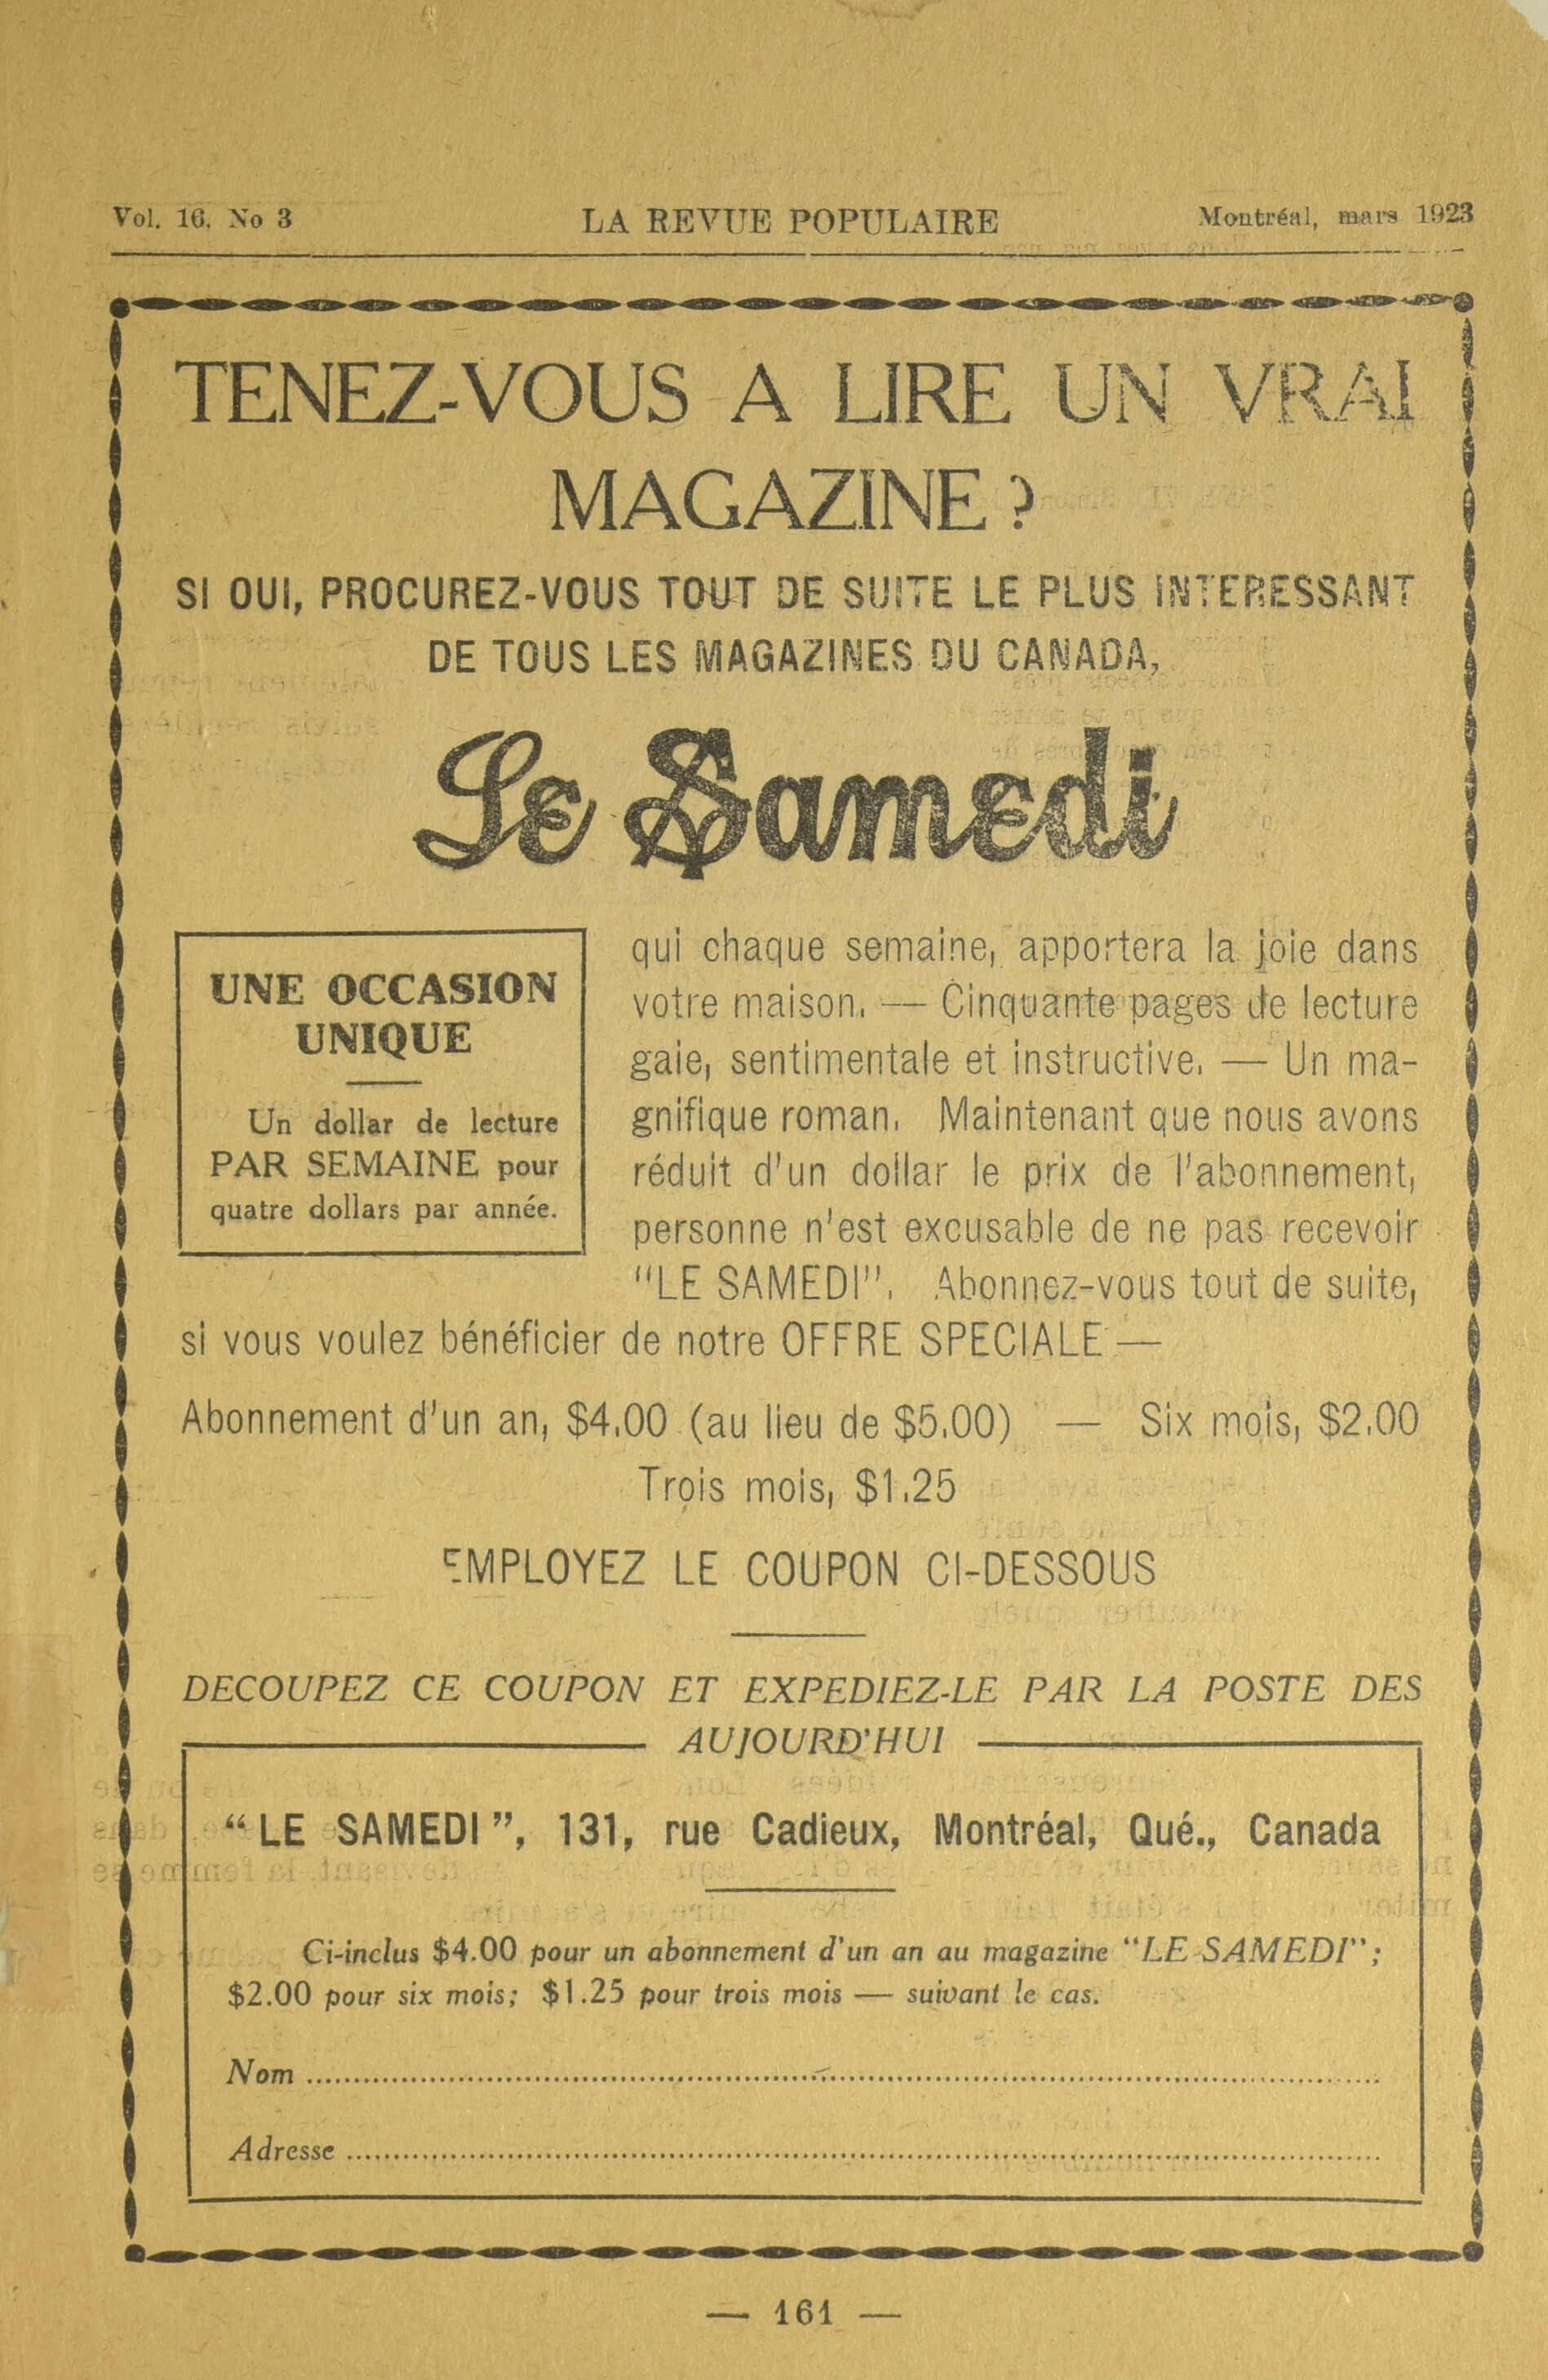 Vol. 16, No 3 LA REVUE POPULAIRE Montréal, mars 1923
TENEZ-VOUS A LIRE UN VRAI
MAGAZINE ?
SI OUI, PROCUREZ-VOUS TOUT DE SUITE LE PLUS INTERESSANT
DE TOUS LES MAGAZINES DU CANADA,
Le Samedi
UNE OCCASION
UNIQUE
Un dollar de lecture
PAR SEMAINE pour
quatre dollars par année.
qui chaque semaine, apportera la joie dans
votre maison. — Cinquante pages de lecture
gaie, sentimentale et instructive. — Un ma-
gnifique roman. Maintenant que nous avons
réduit d'un dollar le prix de l'abonnement,
personne n'est excusable de ne pas recevoir
"LE SAMEDI". Abonnez-vous tout de suite,
si vous voulez bénéficier de notre OFFRE SPECIALE —
Abonnement d'un an, $4.00 (au lieu de $5.00) — Six mois, $2.00
Trois mois, $1.25
EMPLOYEZ LE COUPON CI-DESSOUS
DECOUPEZ CE COUPON ET EXPEDIEZ-LE PAR LA POSTE DES
AUJOURD'HUI
"LE SAMEDI", 131, rue Cadieux, Montréal, Qué., Canada
Ci-inclus $4.00 pour un abonnement d'un an au magazine "LE SAMEDI";
$2.00 pour six mois; $1.25 pour trois mois — suivant le cas.
Nom
Adresse
— 161 —